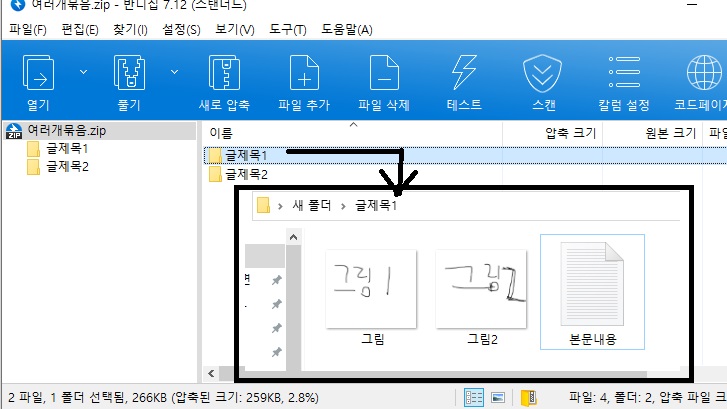 여러개묶음.zip - 반디집 7.12 (스탠더드)
파일(F) 편집(E) 찾기(I) 설정(S) 보기(V) 도구(T) 도움말(A)
열기 풀기 새로 압축 파일 추가 파일 삭제 테스트 스캔 칼럼 설정 코드페이지
여러개묶음.zip
ZIP
글제목1
글제목2
이름 압축 크기 원본 크기 파일
글제목1
글제목2
새 폴더 > 글제목1
면
그림1
그림2
그림 그림2 본문내용
2 파일, 1 폴더 선택됨, 266KB (압축된 크기: 259KB, 2.8%)
파일: 4, 폴더: 2, 압축 파일 크